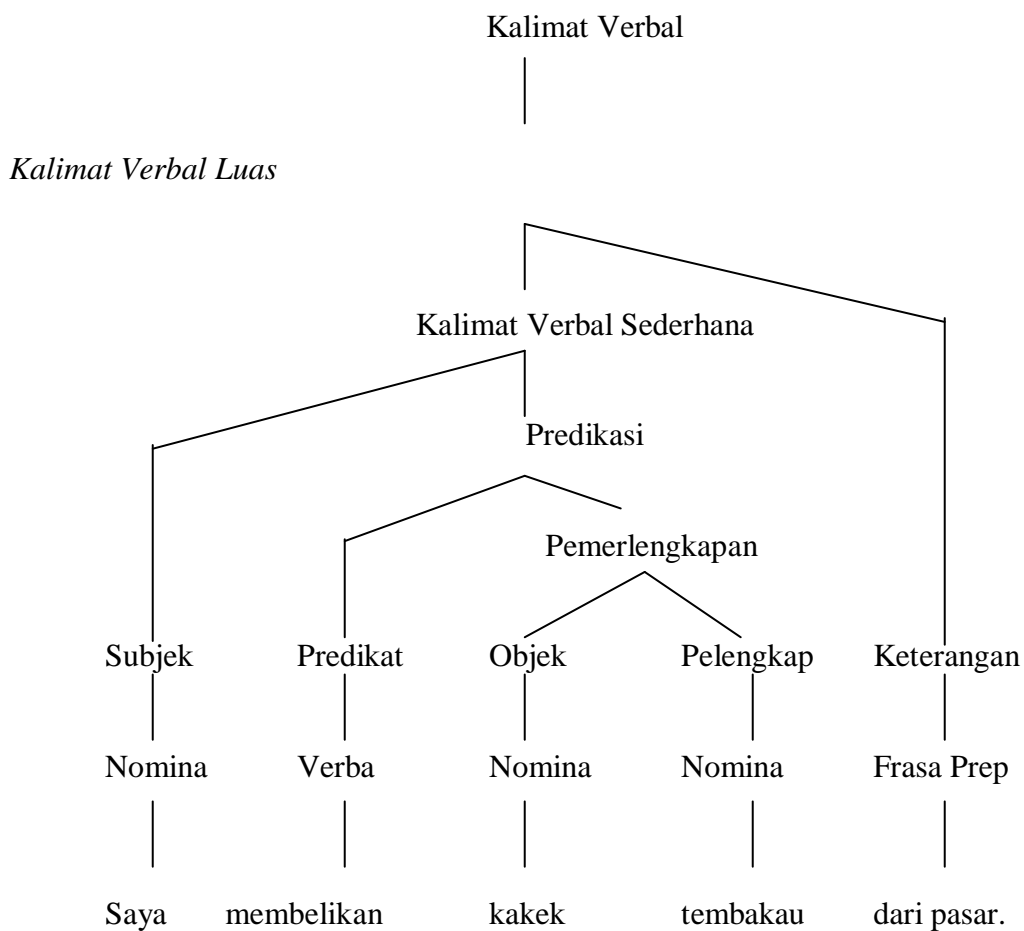 Kalimat Verbal
Kalimat Verbal Luas
Kalimat Verbal Sederhana
Predikasi
Pemerlengkapan
Subjek Predikat Objek Pelengkap Keterangan
Nomina Verba Nomina Nomina Frasa Prep
Saya membelikan kakek tembakau dari pasar.